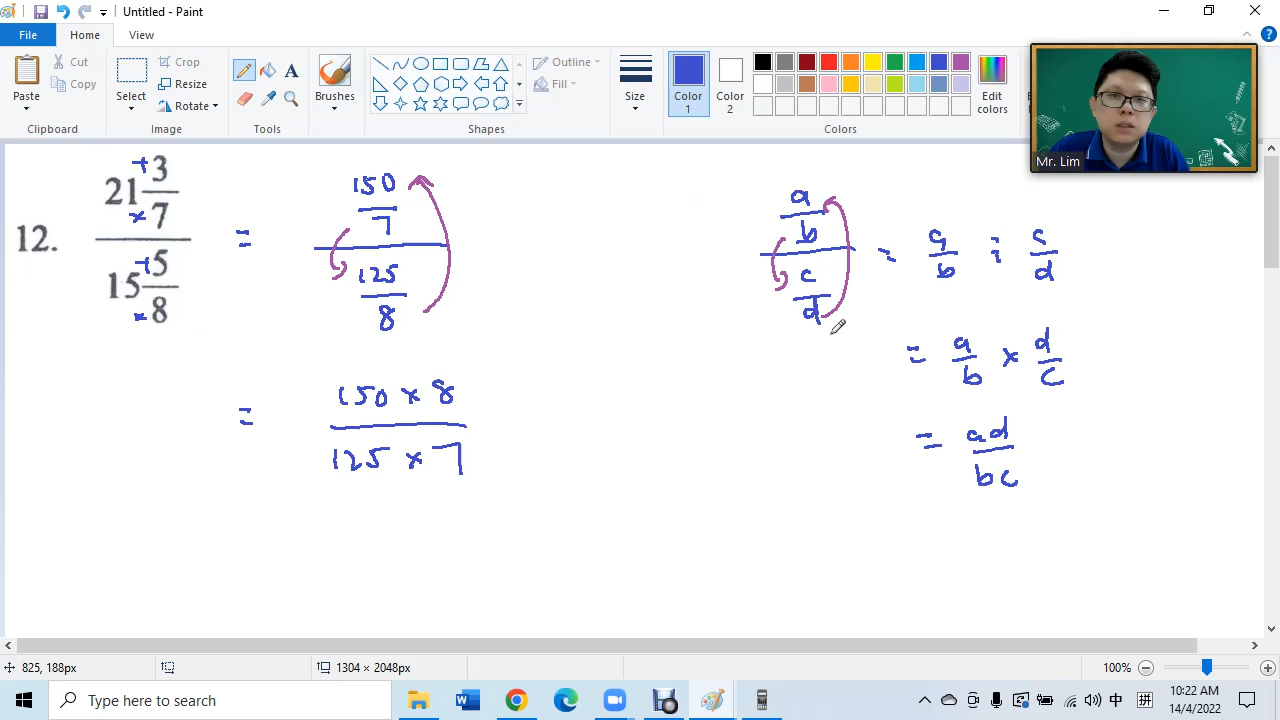 Untitled - Paint
File Home View
Paste
Cut
Copy
Clipboard
Select
Crop
Resize
Rotate
Image
A
Tools
Brushes
Outline
Fill
Shapes
Size
Color 1
Color 2
Edit colors
Colors
Mr. Lim
12. 21 + 3 / × 7
15 + 5 / × 8
= 150 / 7
125 / 8
= 150 × 8
125 × 7
a / b
c / d
= a / b ÷ c / d
= a / b × d / c
= ad / bc
825, 188px
1304 × 2048px
100%
Type here to search
W
中
拼
10:22 AM
14/4/2022